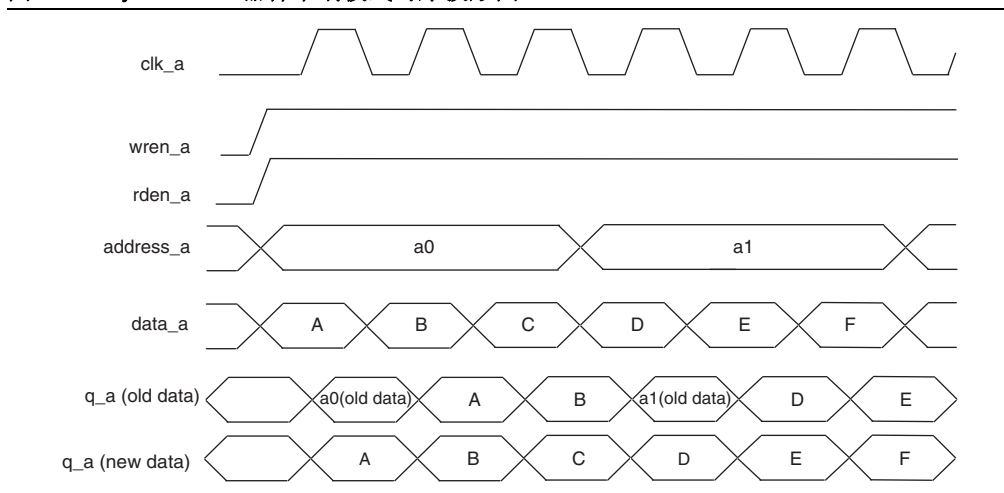 clk_a
wren_a
rden_a
address_a a0 a1
data_a A B C D E F
q_a (old data) a0(old data) A B a1(old data) D E
q_a (new data) A B C D E F